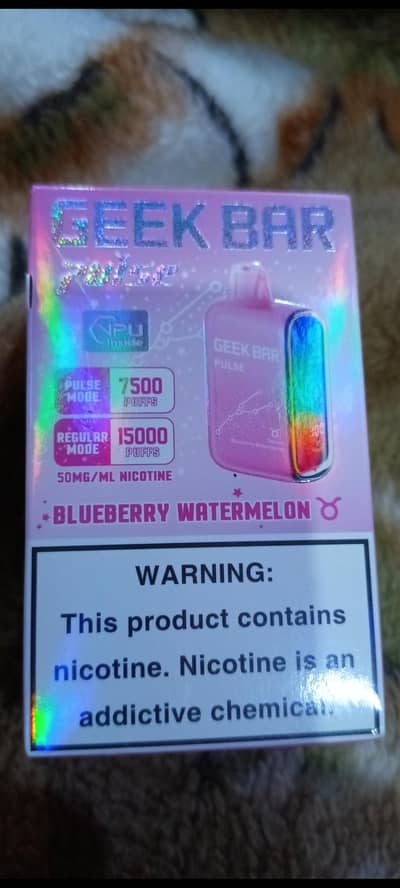 GEEK BAR
Pulse
VPU
inside
PULSE MODE 7500 PUFFS
REGULAR MODE 15000 PUFFS
50MG/ML NICOTINE
GEEK BAR
PULSE
BLUEBERRY WATERMELON
WARNING:
This product contains
nicotine. Nicotine is an
addictive chemical.